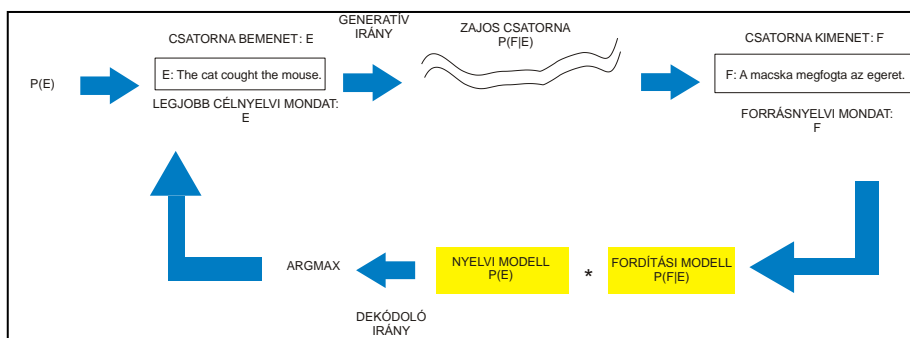 GENERATÍV
IRÁNY
ZAJOS CSATORNA
P(F|E)
CSATORNA BEMENET: E
CSATORNA KIMENET: F
P(E)
E: The cat cought the mouse.
F: A macska megfogta az egeret.
LEGJOBB CÉLNYELVI MONDAT:
E
FORRÁSNYELVI MONDAT:
F
ARGMAX
NYELVI MODELL
P(E)
*
FORDÍTÁSI MODELL
P(F|E)
DEKÓDOLÓ
IRÁNY